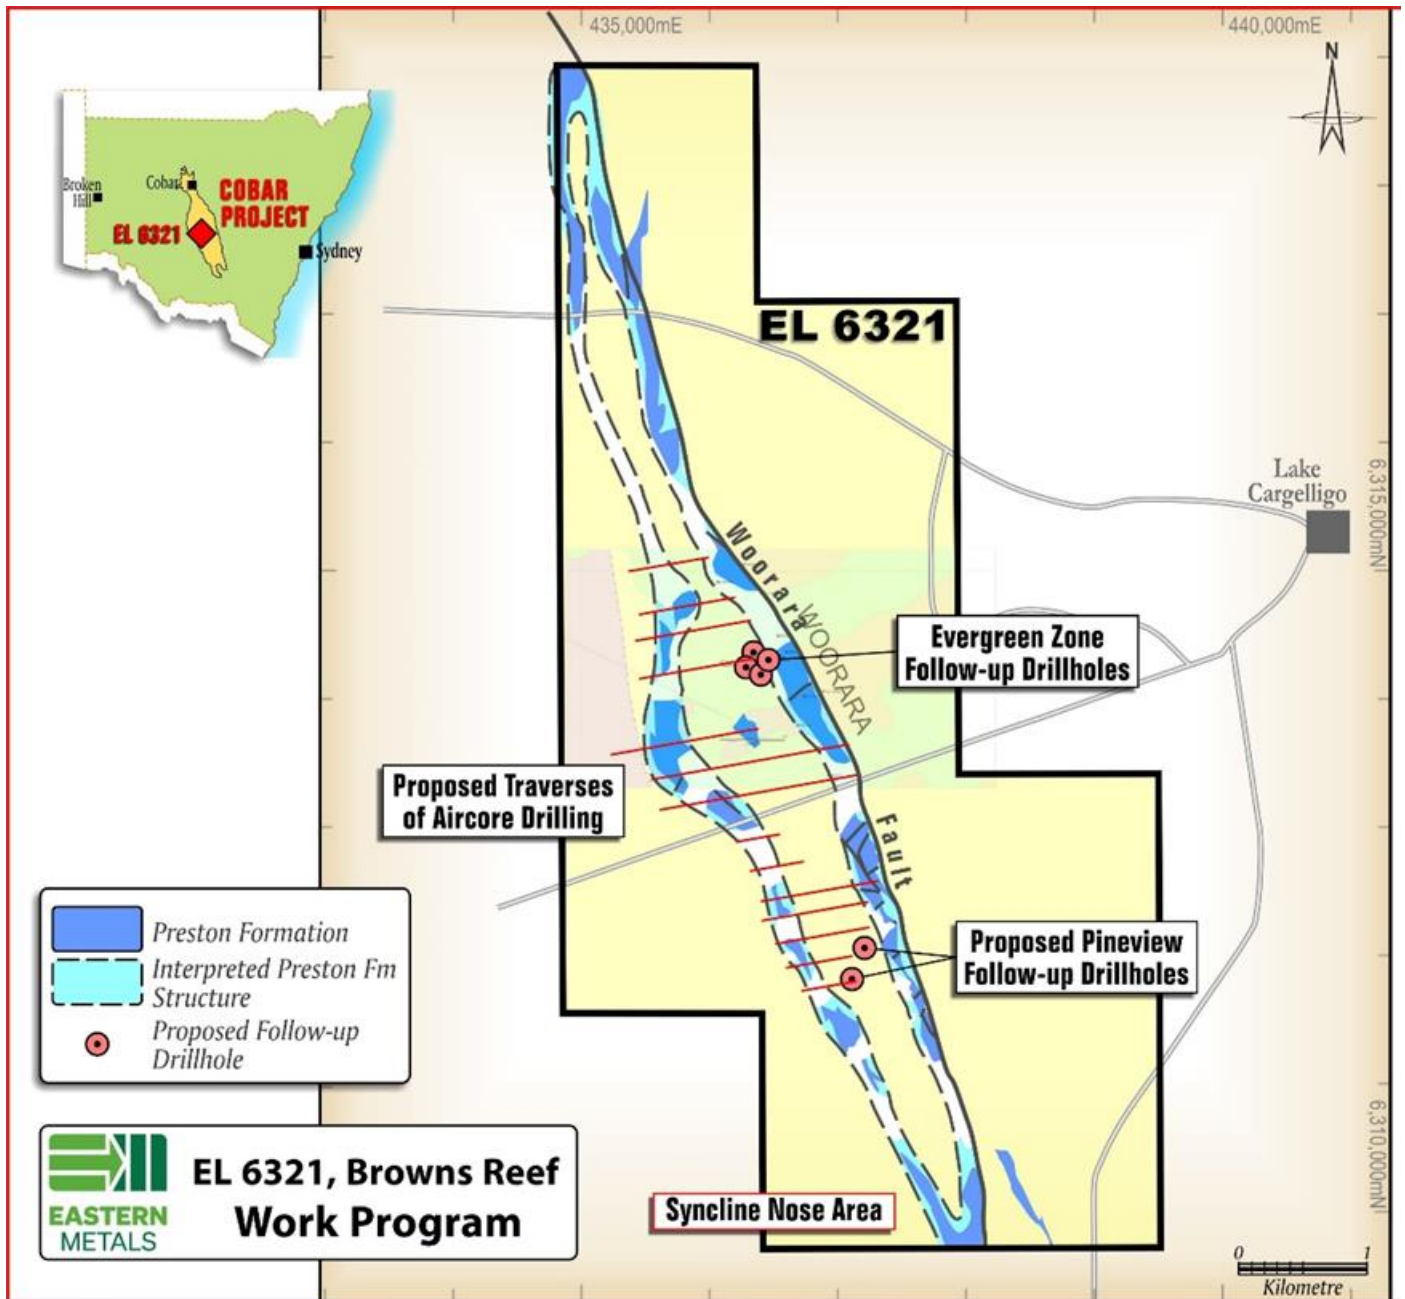 435,000mE
440,000mE
N
Broken
Hill
Cobar
COBAR
PROJECT
EL 6321
Sydney
EL 6321
Lake
Cargelligo
6,315,000mN
Woorara
WOORARA
Evergreen Zone
Follow-up Drillholes
Proposed Traverses
of Aircore Drilling
Fault
Preston Formation
Interpreted Preston Fm
Structure
Proposed Follow-up
Drillhole
Proposed Pineview
Follow-up Drillholes
6,310,000mN
EASTERN
METALS
EL 6321, Browns Reef
Work Program
Syncline Nose Area
0 1
Kilometre